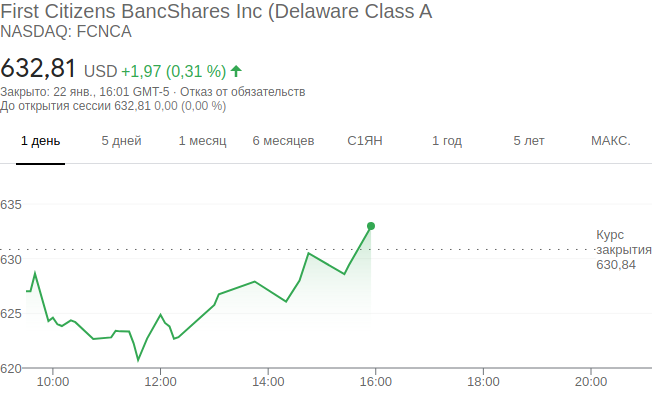 First Citizens BancShares Inc (Delaware Class A
NASDAQ: FCNCA
632,81 USD +1,97 (0,31 %)
Закрыто: 22 янв., 16:01 GMT-5 · Отказ от обязательств
До открытия сессии 632,81 0,00 (0,00 %)
1 день 5 дней 1 месяц 6 месяцев С1ЯН 1 год 5 лет МАКС.
635
Курс
закрытия
630,84
630
625
620
10:00 12:00 14:00 16:00 18:00 20:00